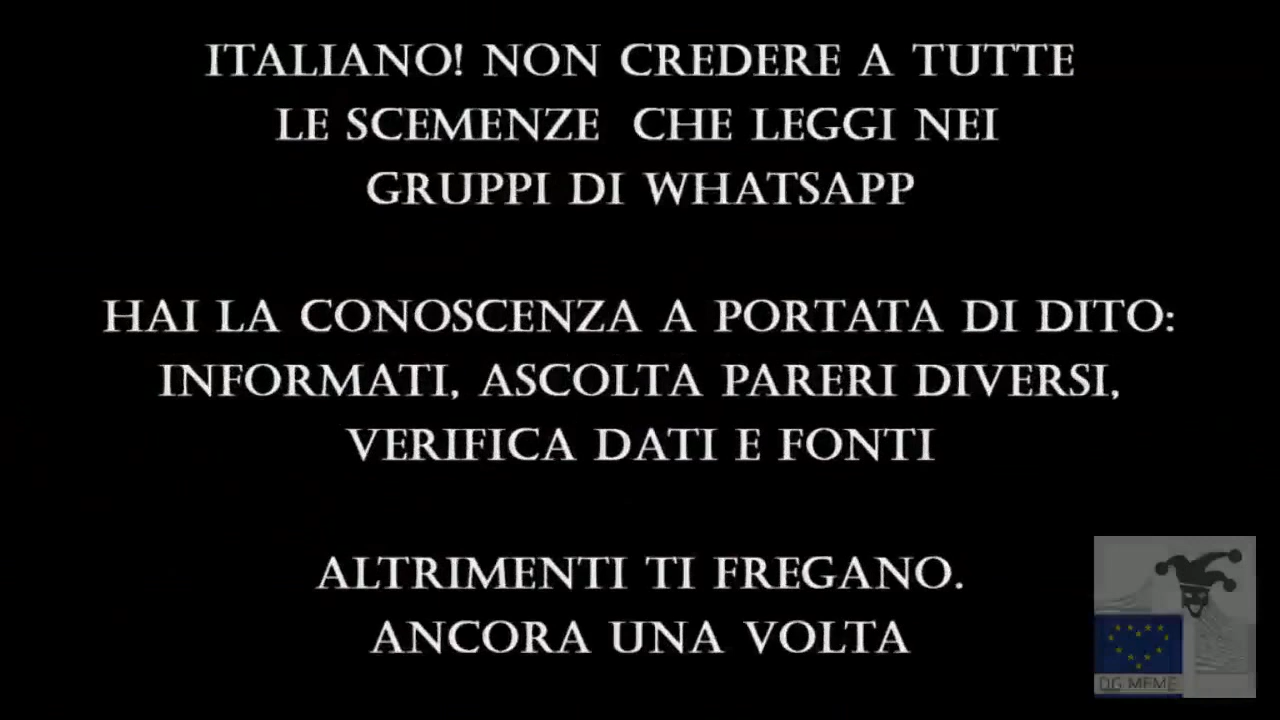 ITALIANO! NON CREDERE A TUTTE
LE SCEMENZE CHE LEGGI NEI
GRUPPI DI WHATSAPP
HAI LA CONOSCENZA A PORTATA DI DITO:
INFORMATI, ASCOLTA PARERI DIVERSI,
VERIFICA DATI E FONTI
ALTRIMENTI TI FREGANO.
ANCORA UNA VOLTA
DG MEME